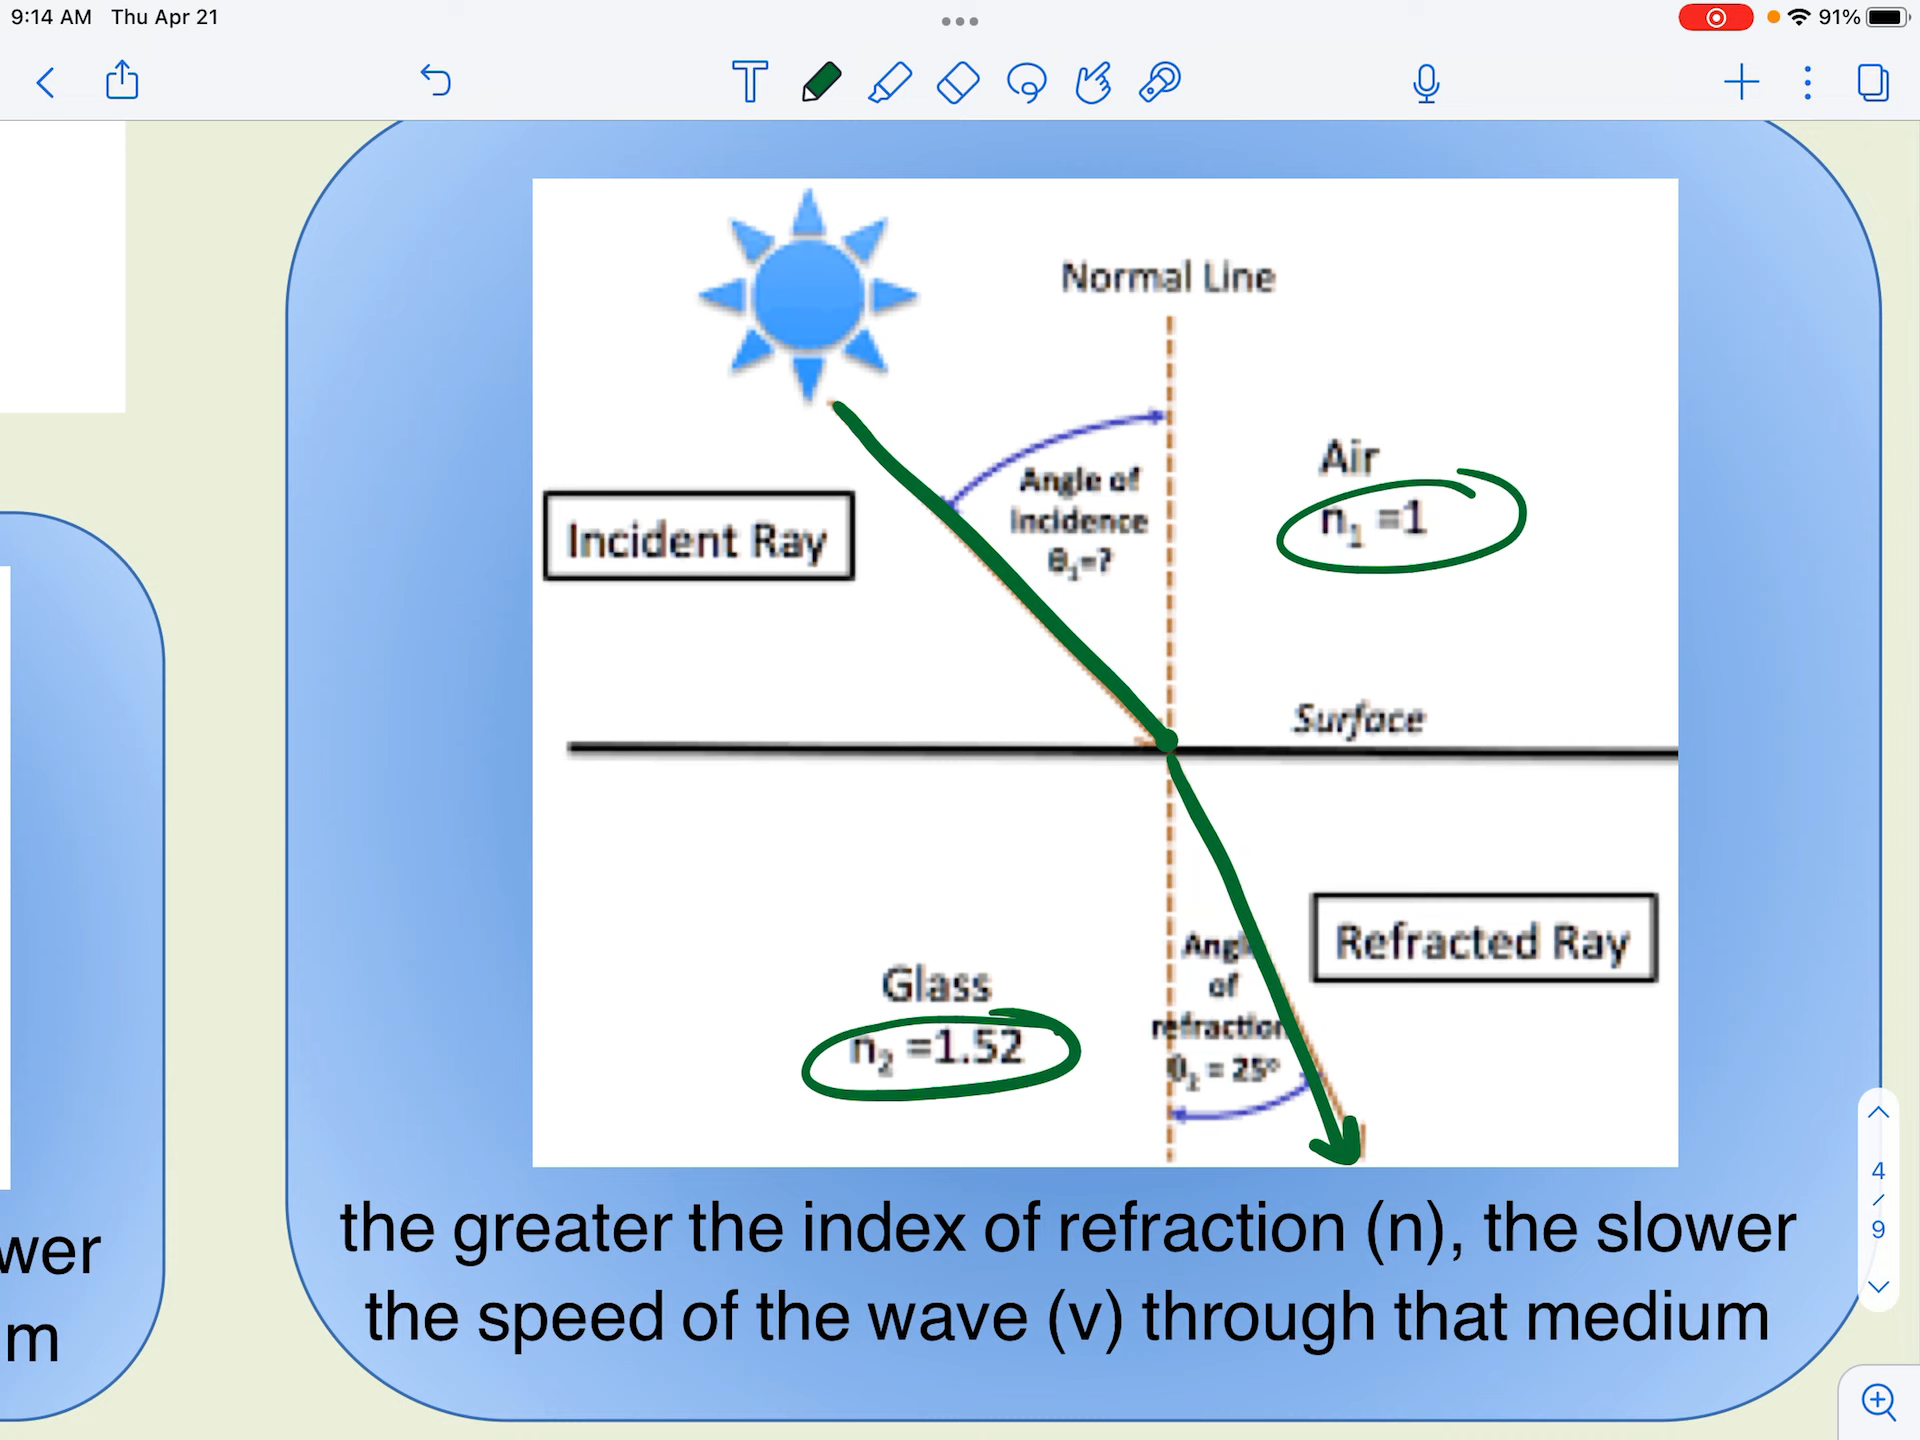 9:14 AM Thu Apr 21
91%
T
Normal Line
Air
n₁ =1
Angle of
Incidence
θ₁=?
Incident Ray
Surface
Refracted Ray
Angle
of
refraction
θ₂ = 25°
Glass
n₂ =1.52
the greater the index of refraction (n), the slower
the speed of the wave (v) through that medium
wer
m
4
/
9